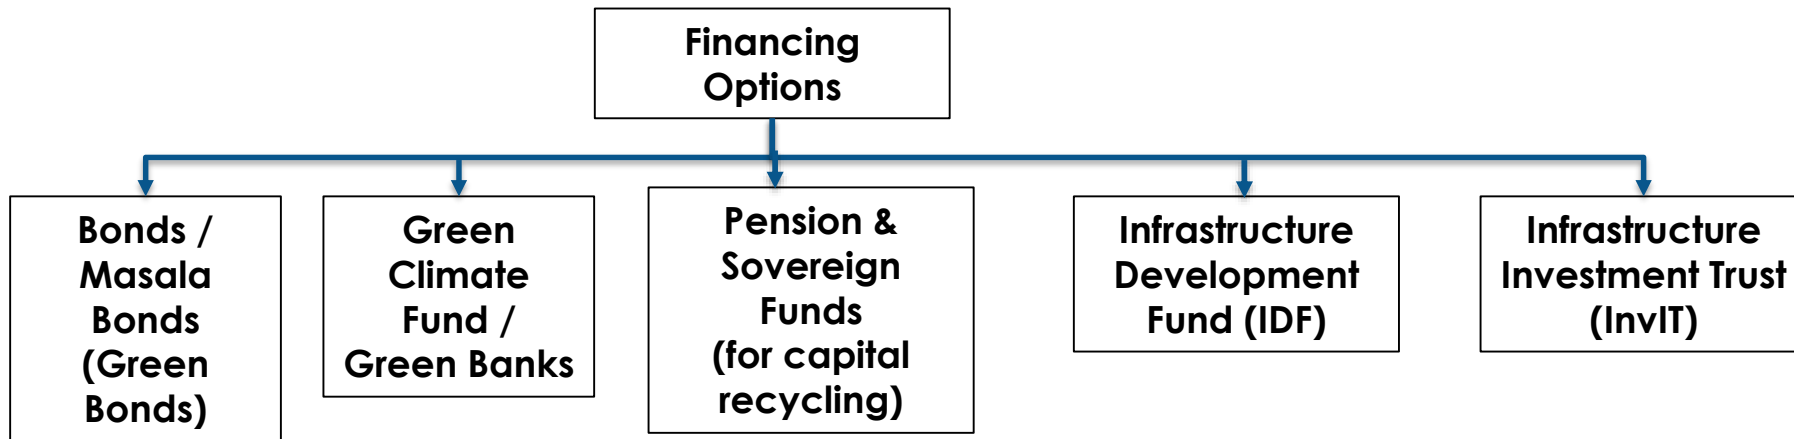 Financing
Options
Bonds /
Masala
Bonds
(Green
Bonds)
Green
Climate
Fund /
Green Banks
Pension &
Sovereign
Funds
(for capital
recycling)
Infrastructure
Development
Fund (IDF)
Infrastructure
Investment Trust
(InvIT)